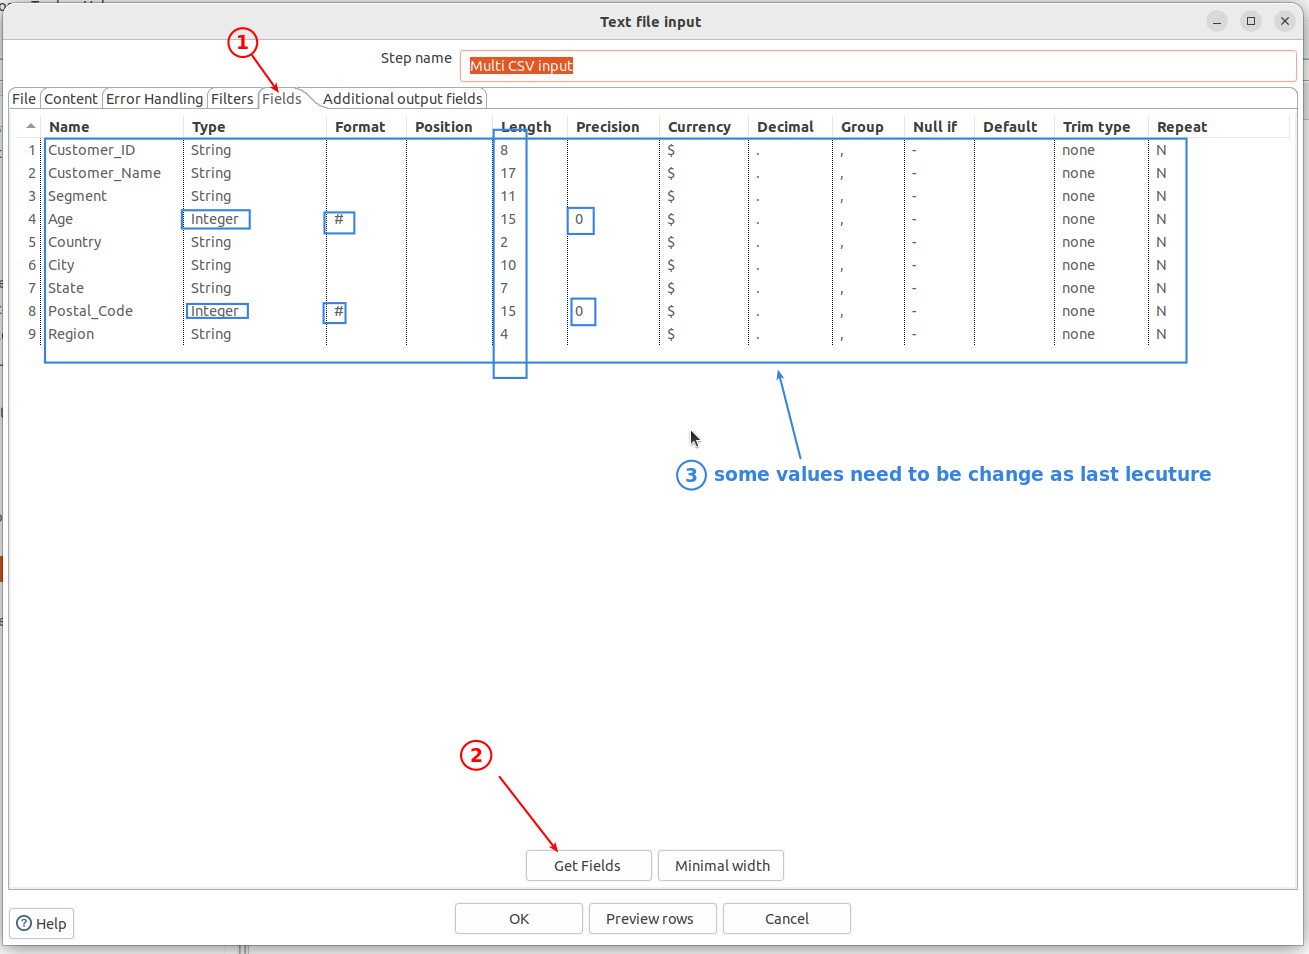 Text file input
1
Step name Multi CSV input
File Content Error Handling Filters Fields Additional output fields
Name Type Format Position Length Precision Currency Decimal Group Null if Default Trim type Repeat
1 Customer_ID String 8 $ . , - none N
2 Customer_Name String 17 $ . , - none N
3 Segment String 11 $ . , - none N
4 Age Integer # 15 0 $ . , - none N
5 Country String 2 $ . , - none N
6 City String 10 $ . , - none N
7 State String 7 $ . , - none N
8 Postal_Code Integer # 15 0 $ . , - none N
9 Region String 4 $ . , - none N
3 some values need to be change as last lecuture
2
Get Fields Minimal width
Help OK Preview rows Cancel